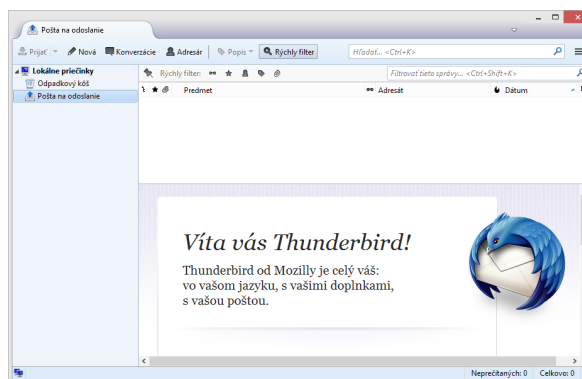 Pošta na odoslanie
Prijať Nová Konverzácie Adresár Popis Rýchly filter Hľadať... <Ctrl+K>
Lokálne priečinky
Odpadkový kôš
Pošta na odoslanie
Rýchly filter: Filtrovať tieto správy... <Ctrl+Shift+K>
Predmet Adresát Dátum
Víta vás Thunderbird!
Thunderbird od Mozilly je celý váš:
vo vašom jazyku, s vašimi doplnkami,
s vašou poštou.
Neprečítaných: 0 Celkovo: 0